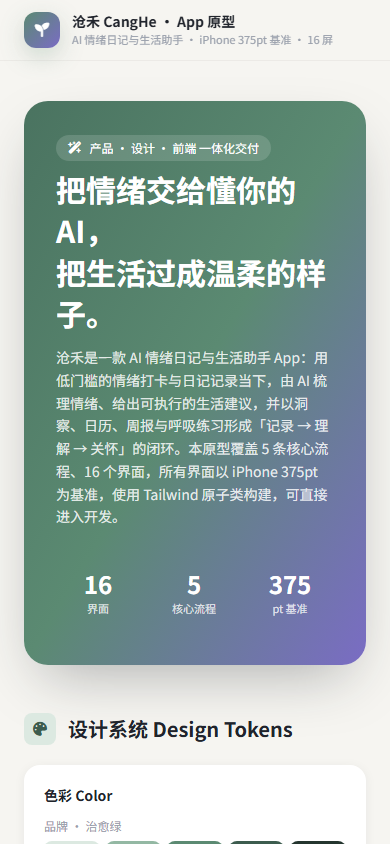 沧禾 CangHe · App 原型
AI 情绪日记与生活助手 · iPhone 375pt 基准 · 16 屏
产品 · 设计 · 前端 一体化交付
把情绪交给懂你的
AI，
把生活过成温柔的样
子。
沧禾是一款 AI 情绪日记与生活助手 App：用
低门槛的情绪打卡与日记记录当下，由 AI 梳
理情绪、给出可执行的生活建议，并以洞
察、日历、周报与呼吸练习形成「记录 → 理
解 → 关怀」的闭环。本原型覆盖 5 条核心流
程、16 个界面，所有界面以 iPhone 375pt
为基准，使用 Tailwind 原子类构建，可直接
进入开发。
16
界面
5
核心流程
375
pt 基准
设计系统 Design Tokens
色彩 Color
品牌 · 治愈绿